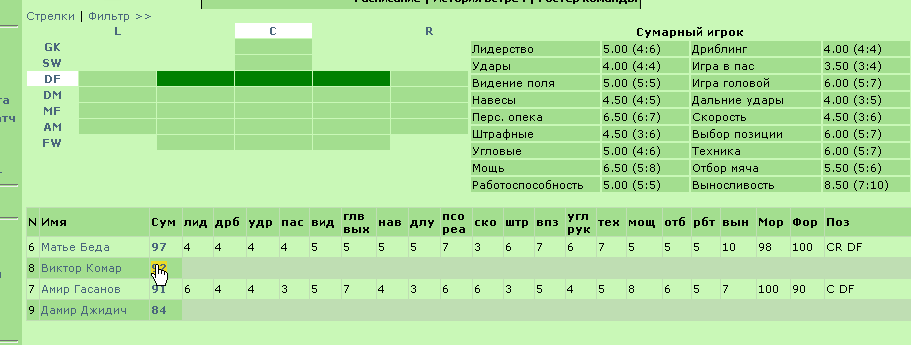 Расписание | История встреч | Ростер команды
Стрелки | Фильтр >>
L C R
GK
SW
DF
DM
MF
AM
FW
Сумарный игрок
Лидерство 5.00 (4:6) Дриблинг 4.00 (4:4)
Удары 4.00 (4:4) Игра в пас 3.50 (3:4)
Видение поля 5.00 (5:5) Игра головой 6.00 (5:7)
Навесы 4.50 (4:5) Дальние удары 4.00 (3:5)
Перс. опека 6.50 (6:7) Скорость 4.50 (3:6)
Штрафные 4.50 (3:6) Выбор позиции 6.00 (5:7)
Угловые 5.00 (4:6) Техника 6.00 (5:7)
Мощь 6.50 (5:8) Отбор мяча 5.50 (5:6)
Работоспособность 5.00 (5:5) Выносливость 8.50 (7:10)
N Имя Сум лид дрб удр пас вид глв вых нав длу псо реа ско штр впз угл рук тех мощ отб рбт вын Мор Фор Поз
6 Матье Беда 97 4 4 4 4 5 5 5 5 7 3 6 7 6 7 5 5 5 10 98 100 CR DF
8 Виктор Комар
7 Амир Гасанов 91 6 4 4 3 5 7 4 3 6 6 3 5 4 5 8 6 5 7 100 90 C DF
9 Дамир Джидич 84